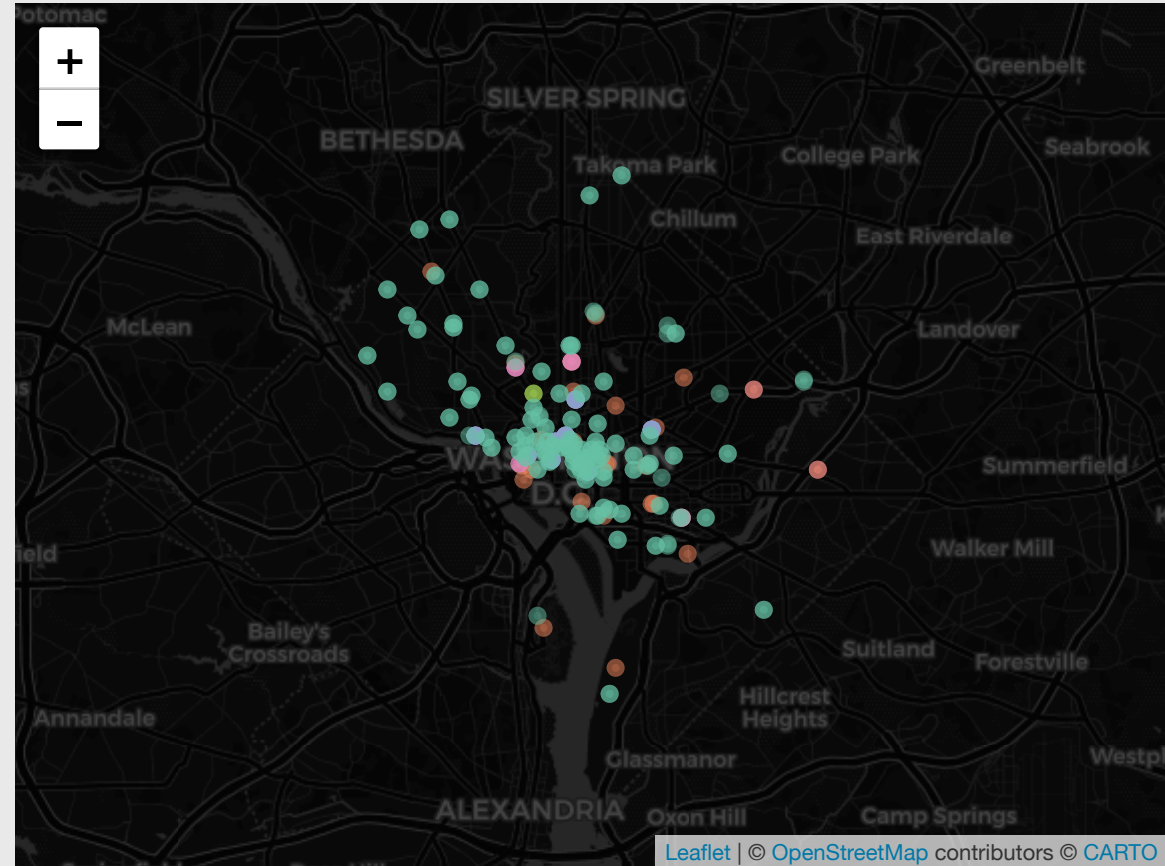 Potomac
+
−
Greenbelt
SILVER SPRING
BETHESDA
Seabrook
Takoma Park
College Park
Chillum
East Riverdale
McLean
Landover
Summerfield
D.C.
Walker Mill
Bailey's
Crossroads
Suitland
Forestville
Hillcrest
Heights
Annandale
Glassmanor
ALEXANDRIA
Oxon Hill
Camp Springs
Leaflet | © OpenStreetMap contributors © CARTO